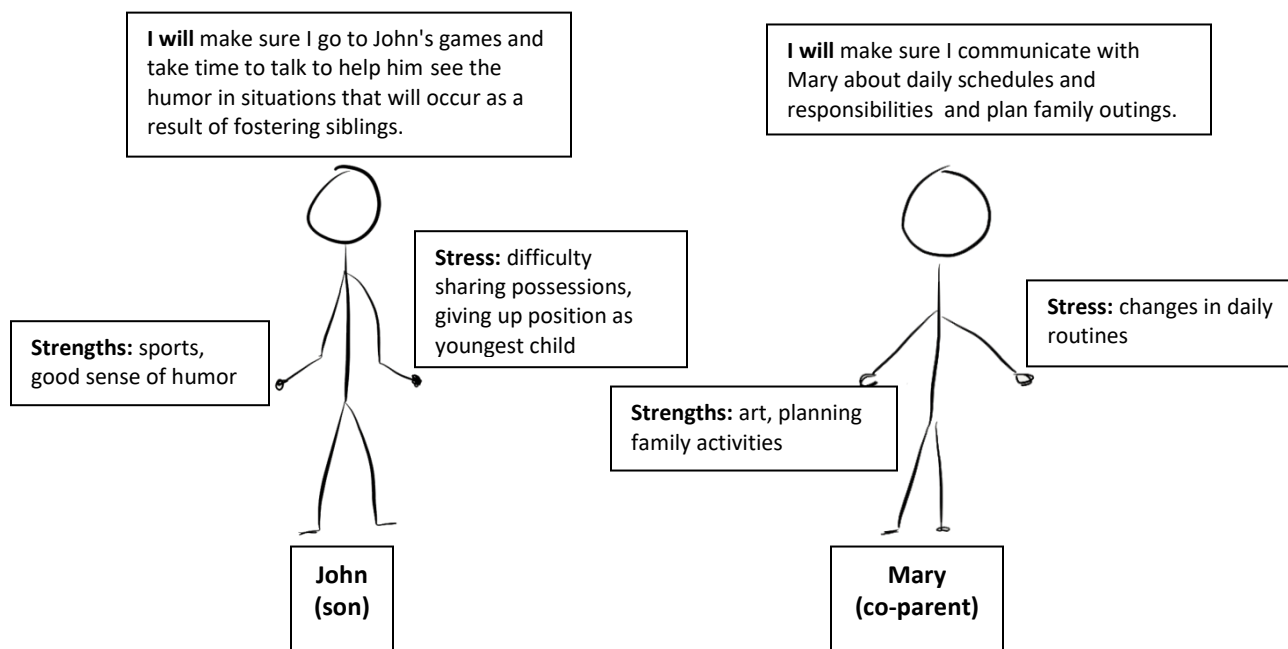 I will make sure I go to John's games and
take time to talk to help him see the
humor in situations that will occur as a
result of fostering siblings.
I will make sure I communicate with
Mary about daily schedules and
responsibilities and plan family outings.
Stress: difficulty
sharing possessions,
giving up position as
youngest child
Strengths: sports,
good sense of humor
Stress: changes in daily
routines
Strengths: art, planning
family activities
John
(son)
Mary
(co-parent)